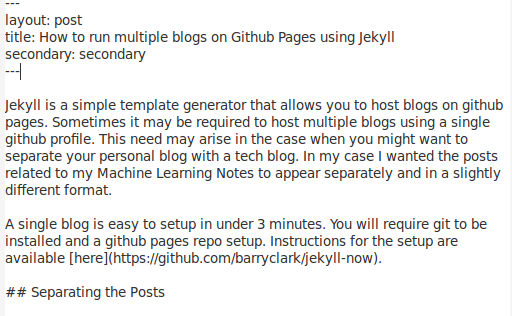 ---
layout: post
title: How to run multiple blogs on Github Pages using Jekyll
secondary: secondary
---
Jekyll is a simple template generator that allows you to host blogs on github
pages. Sometimes it may be required to host multiple blogs using a single
github profile. This need may arise in the case when you might want to
separate your personal blog with a tech blog. In my case I wanted the posts
related to my Machine Learning Notes to appear separately and in a slightly
different format.
A single blog is easy to setup in under 3 minutes. You will require git to be
installed and a github pages repo setup. Instructions for the setup are
available [here](https://github.com/barryclark/jekyll-now).
## Separating the Posts